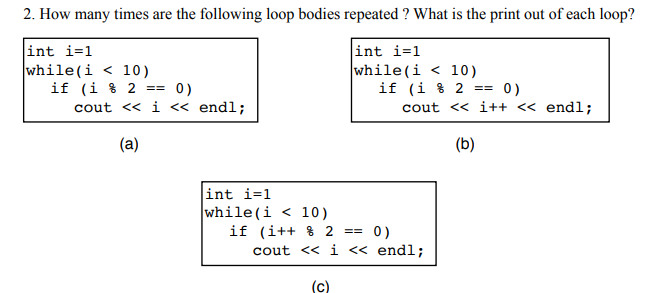 2. How many times are the following loop bodies repeated ? What is the print out of each loop?
int i=1
while(i < 10)
if (i % 2 == 0)
cout << i << endl;
(a)
int i=1
while(i < 10)
if (i % 2 == 0)
cout << i++ << endl;
(b)
int i=1
while(i < 10)
if (i++ % 2 == 0)
cout << i << endl;
(c)